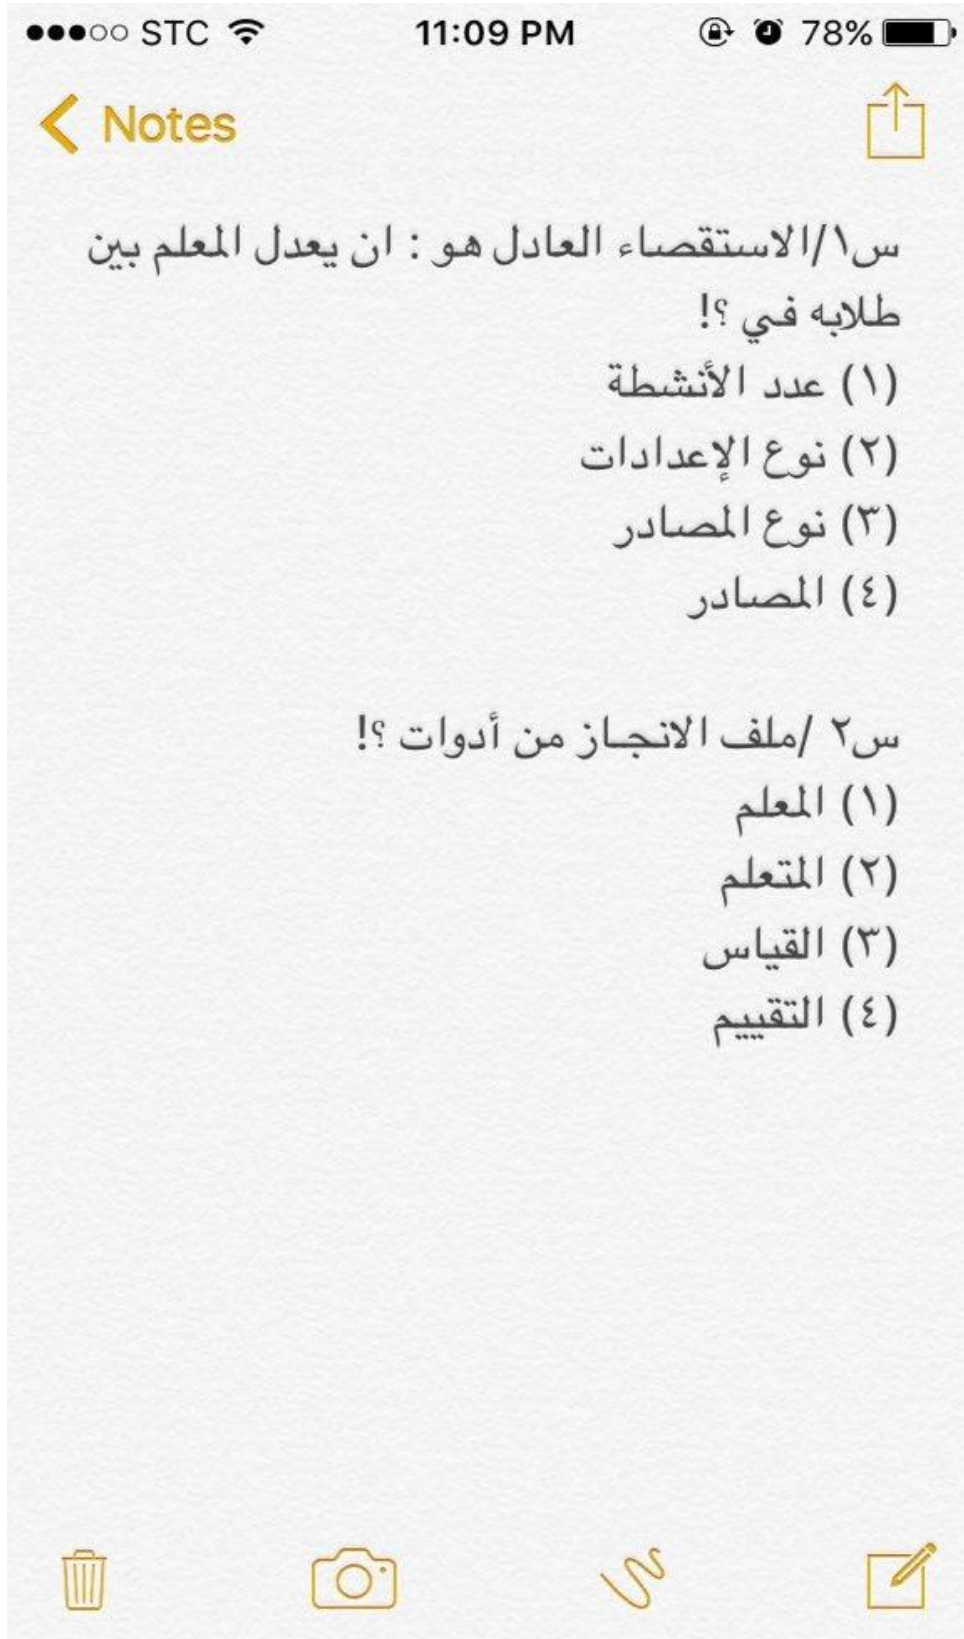 STC 11:09 PM 78%
Notes
س١/الاستقصاء العادل هو : ان يعدل المعلم بين
طلابه في ؟!
(١) عدد الأنشطة
(٢) نوع الإعدادات
(٣) نوع المصادر
(٤) المصادر
س٢ /ملف الانجاز من أدوات ؟!
(١) المعلم
(٢) المتعلم
(٣) القياس
(٤) التقييم